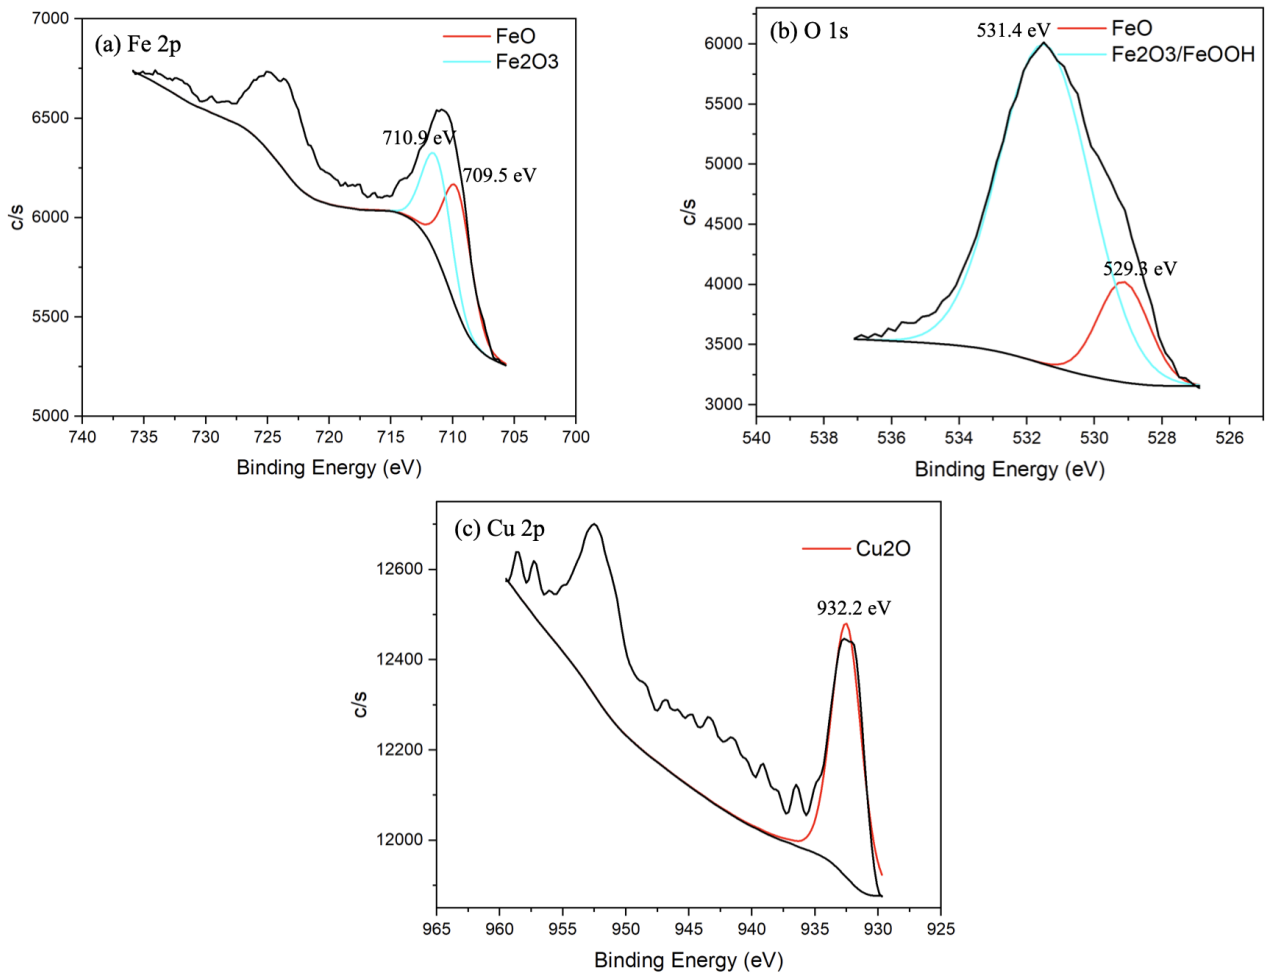 (a) Fe 2p
FeO
Fe2O3
710.9 eV
709.5 eV
7000
6500
6000
5500
5000
c/s
740 735 730 725 720 715 710 705 700
Binding Energy (eV)
(b) O 1s
531.4 eV
FeO
Fe2O3/FeOOH
529.3 eV
6000
5500
5000
4500
4000
3500
3000
c/s
540 538 536 534 532 530 528 526
Binding Energy (eV)
(c) Cu 2p
Cu2O
932.2 eV
12600
12400
12200
12000
c/s
965 960 955 950 945 940 935 930 925
Binding Energy (eV)